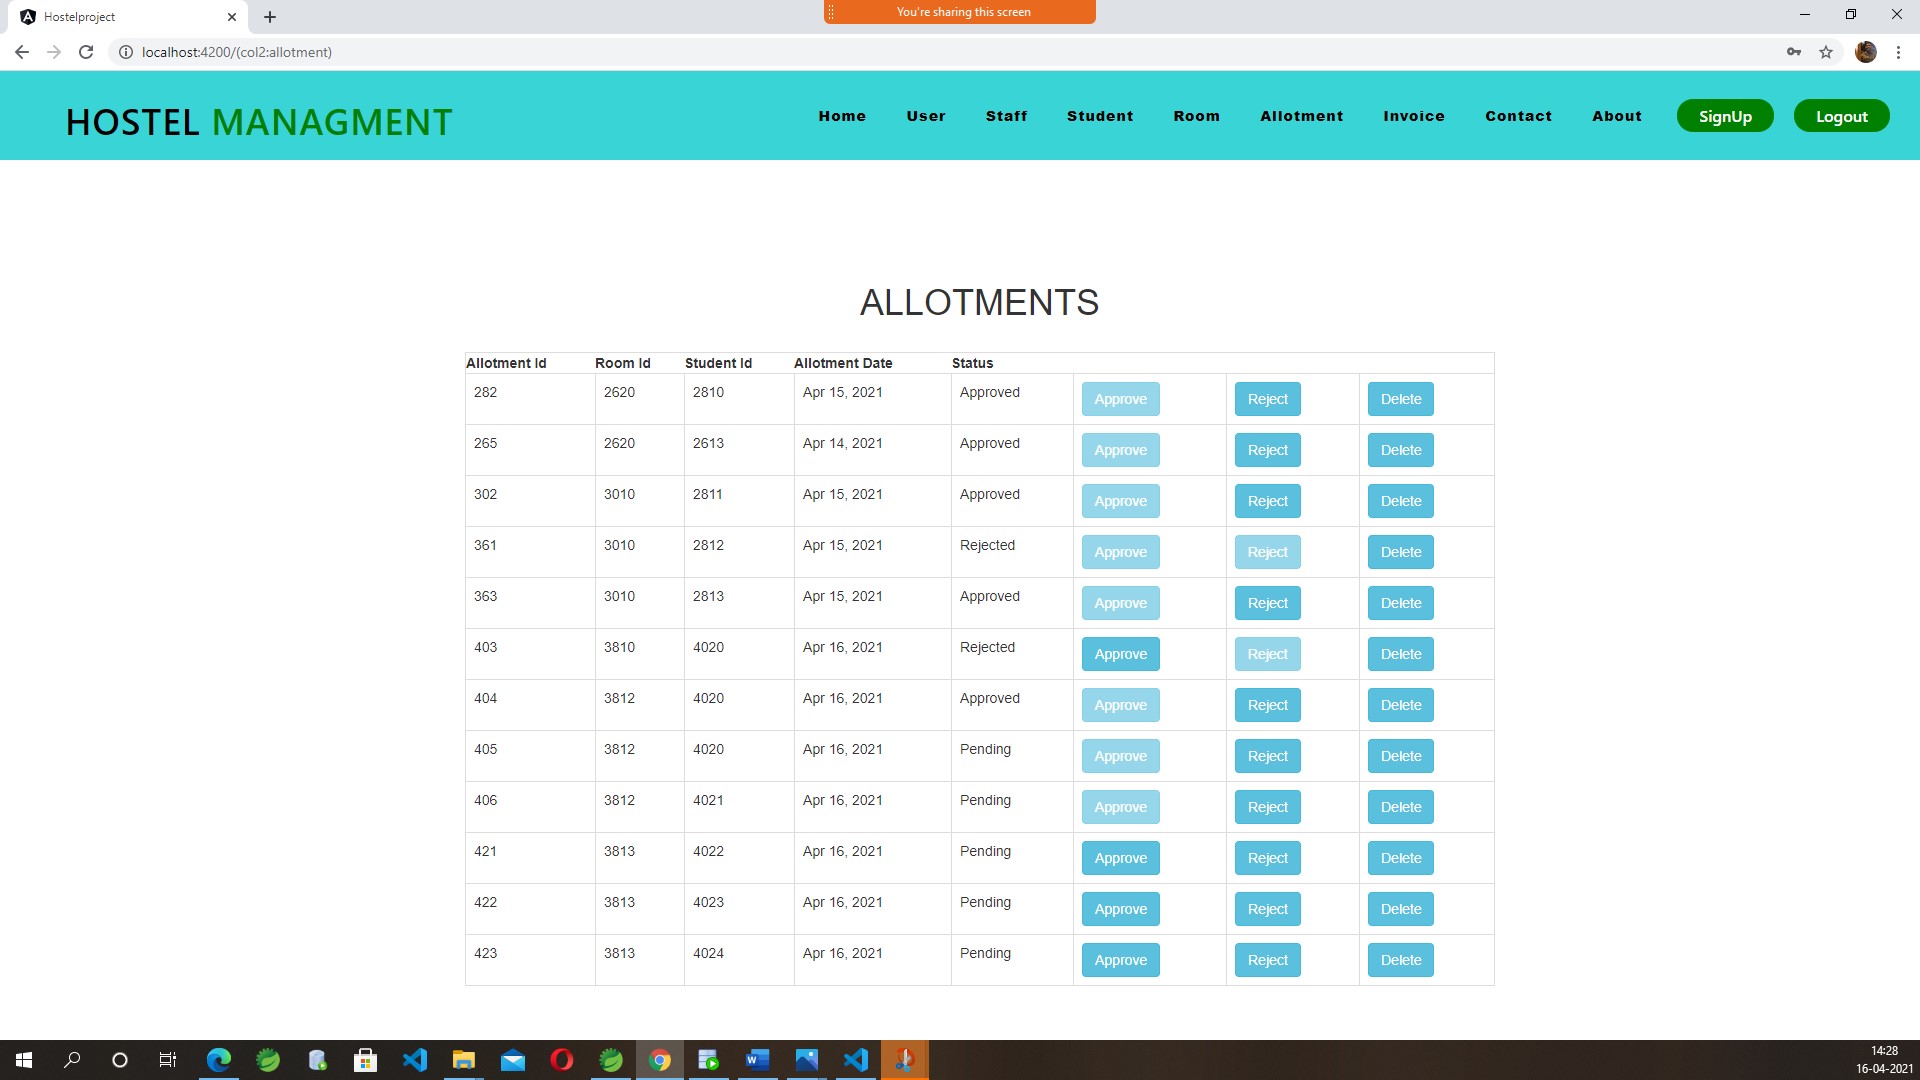 Hostelproject
You're sharing this screen
localhost:4200/(col2:allotment)
HOSTEL MANAGMENT Home User Staff Student Room Allotment Invoice Contact About SignUp Logout
ALLOTMENTS
Allotment Id Room Id Student Id Allotment Date Status
282 2620 2810 Apr 15, 2021 Approved Approve Reject Delete
265 2620 2613 Apr 14, 2021 Approved Approve Reject Delete
302 3010 2811 Apr 15, 2021 Approved Approve Reject Delete
361 3010 2812 Apr 15, 2021 Rejected Approve Reject Delete
363 3010 2813 Apr 15, 2021 Approved Approve Reject Delete
403 3810 4020 Apr 16, 2021 Rejected Approve Reject Delete
404 3812 4020 Apr 16, 2021 Approved Approve Reject Delete
405 3812 4020 Apr 16, 2021 Pending Approve Reject Delete
406 3812 4021 Apr 16, 2021 Pending Approve Reject Delete
421 3813 4022 Apr 16, 2021 Pending Approve Reject Delete
422 3813 4023 Apr 16, 2021 Pending Approve Reject Delete
423 3813 4024 Apr 16, 2021 Pending Approve Reject Delete
14:28
16-04-2021